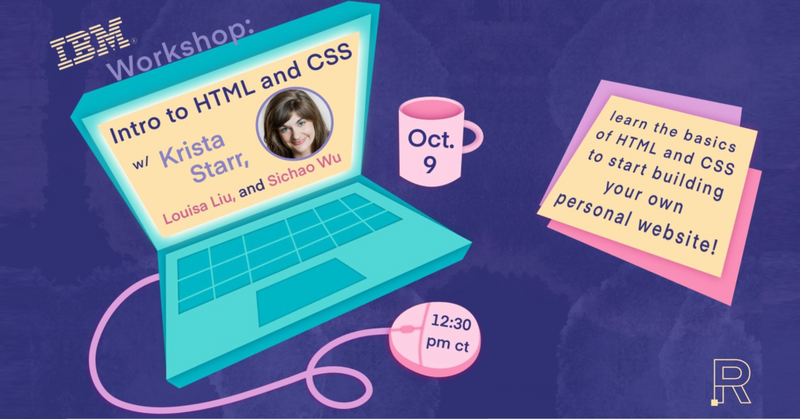 IBM®
Workshop:
Intro to HTML and CSS
w/ Krista
Starr,
Louisa Liu, and Sichao Wu
Oct.
9
learn the basics
of HTML and CSS
to start building
your own
personal website!
12:30
pm ct
R